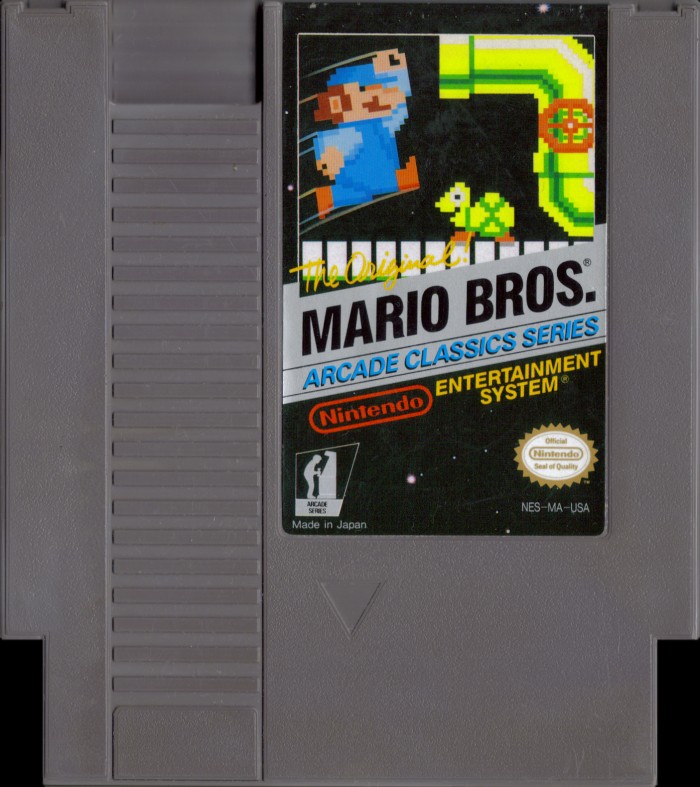 The Original!
MARIO BROS.®
ARCADE CLASSICS SERIES
Nintendo®
ENTERTAINMENT
SYSTEM®
Official
Nintendo
Seal of Quality
TM
ARCADE
SERIES
NES-MA-USA
Made in Japan